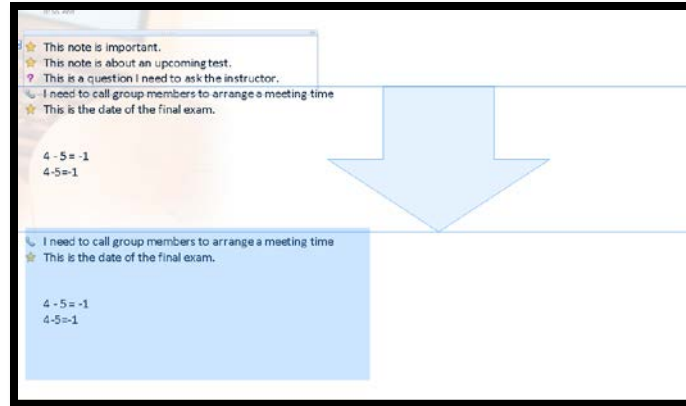 This note is important.
This note is about an upcoming test.
? This is a question I need to ask the instructor.
I need to call group members to arrange a meeting time
This is the date of the final exam.
4 - 5 = -1
4-5=-1
I need to call group members to arrange a meeting time
This is the date of the final exam.
4 - 5 = -1
4-5=-1